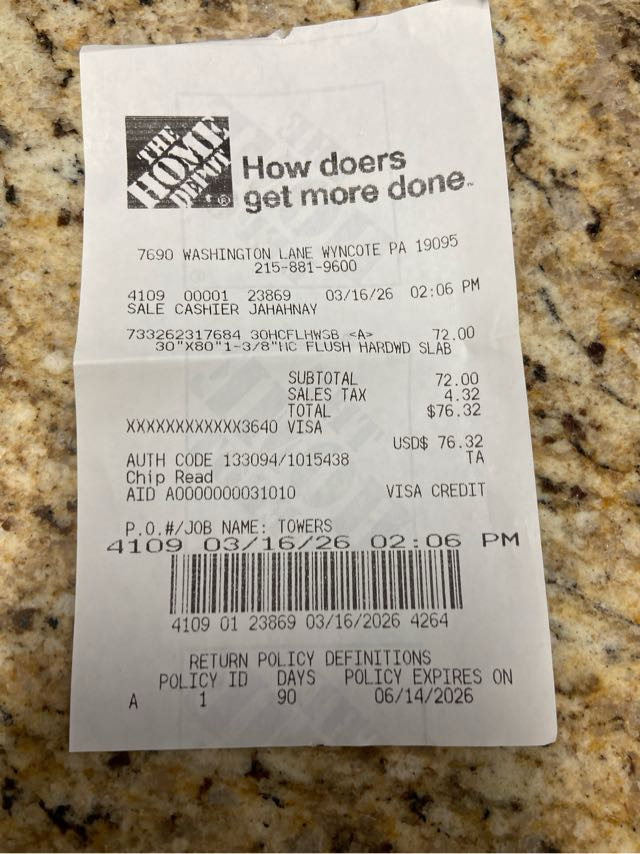 THE
HOME
DEPOT®
How doers
get more done.™
7690 WASHINGTON LANE WYNCOTE PA 19095
215-881-9600
4109 00001 23869 03/16/26 02:06 PM
SALE CASHIER JAHAHNAY
733262317684 30HCFLHWSB <A> 72.00
30"X80"1-3/8"HC FLUSH HARDWD SLAB
SUBTOTAL 72.00
SALES TAX 4.32
TOTAL $76.32
XXXXXXXXXXXX3640 VISA
USD$ 76.32
AUTH CODE 133094/1015438 TA
Chip Read
AID A0000000031010 VISA CREDIT
P.O.#/JOB NAME: TOWERS
4109 03/16/26 02:06 PM
4109 01 23869 03/16/2026 4264
RETURN POLICY DEFINITIONS
POLICY ID DAYS POLICY EXPIRES ON
A 1 90 06/14/2026